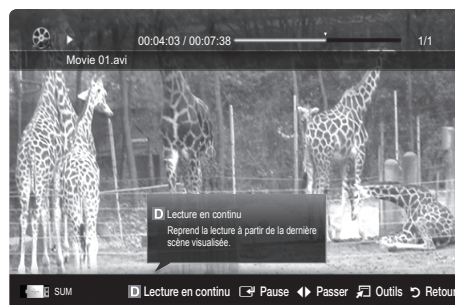 00:04:03 / 00:07:38 1/1
Movie 01.avi
D Lecture en continu
Reprend la lecture à partir de la dernière
scène visualisée.
SUM D Lecture en continu Pause Passer Outils Retour